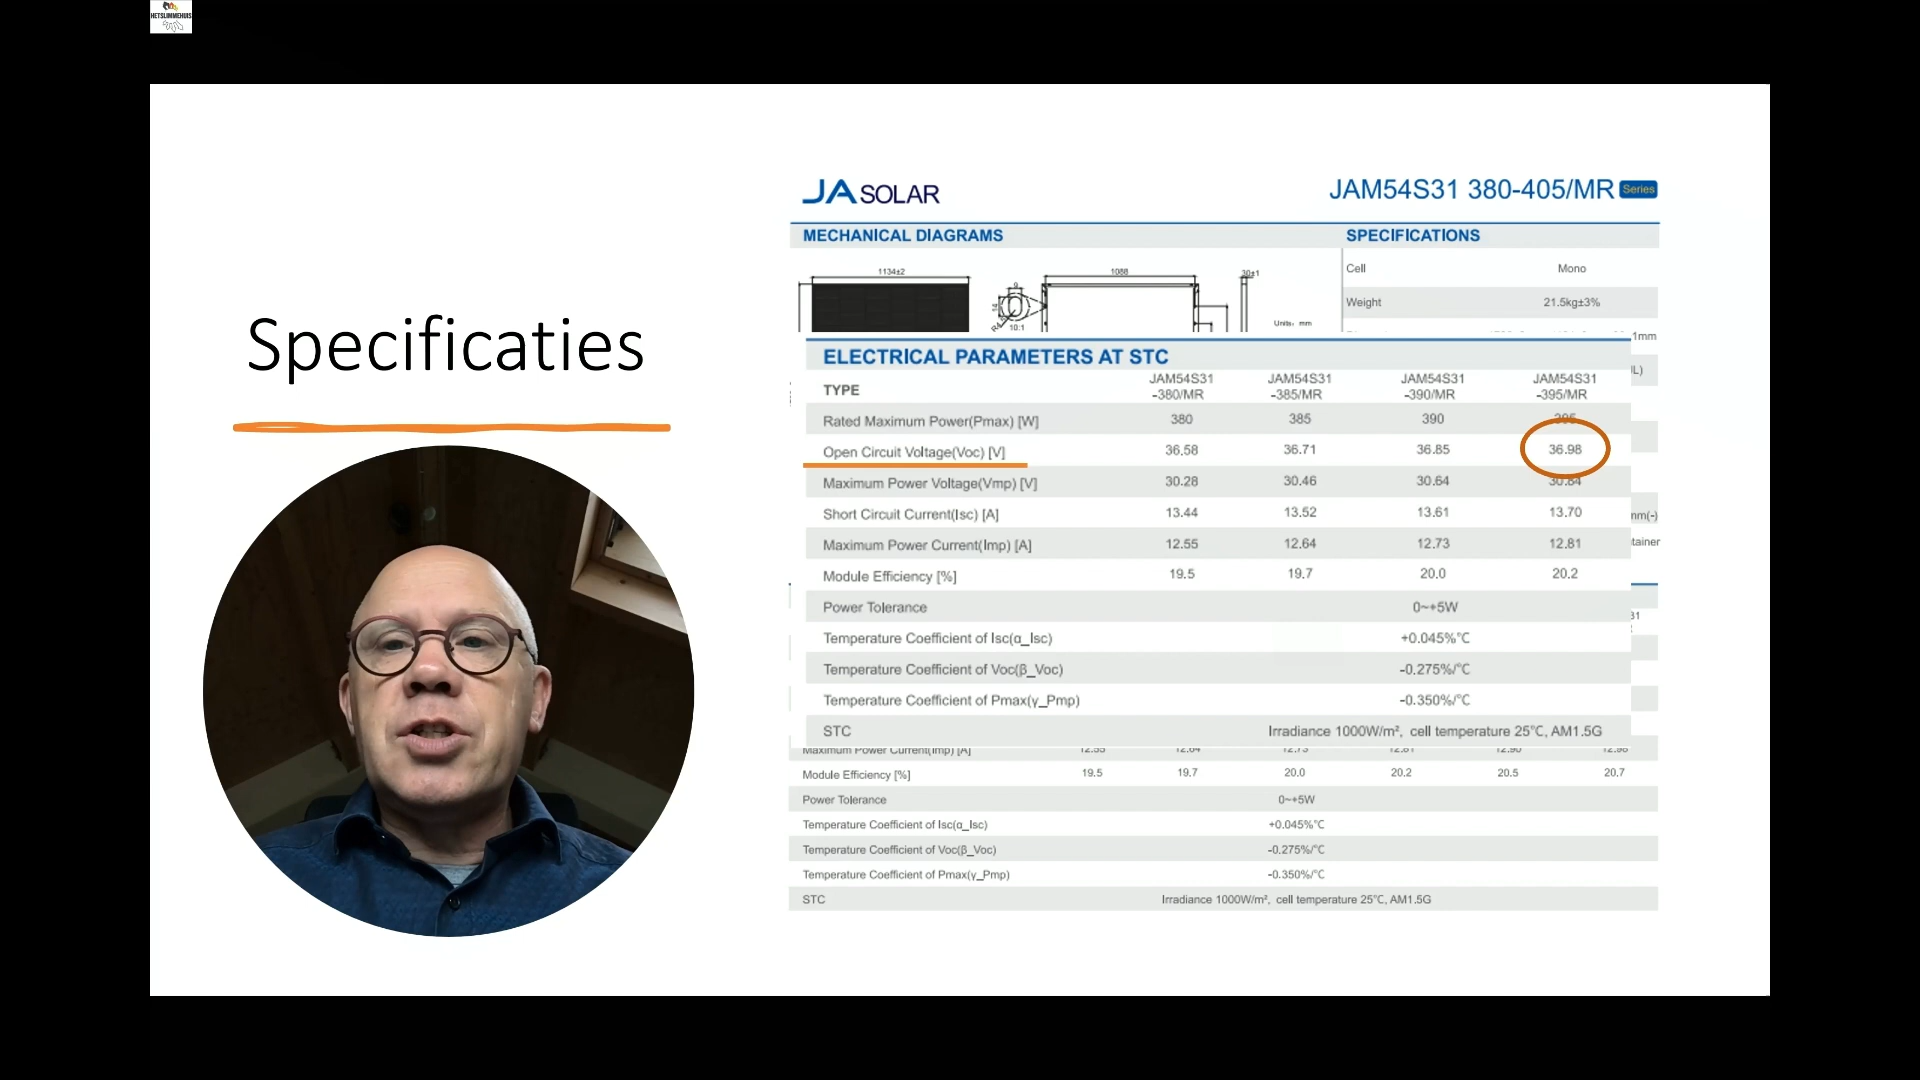 HETSLIMMEHUIS
Specificaties
JA SOLAR
JAM54S31 380-405/MR Series
MECHANICAL DIAGRAMS
SPECIFICATIONS
1134±2
1088
30±1
9
14
10:1
Units: mm
Cell Mono
Weight 21.5kg±3%
1mm
ELECTRICAL PARAMETERS AT STC
TYPE JAM54S31 -380/MR JAM54S31 -385/MR JAM54S31 -390/MR JAM54S31 -395/MR
Rated Maximum Power(Pmax) [W] 380 385 390 395
Open Circuit Voltage(Voc) [V] 36.58 36.71 36.85 36.98
Maximum Power Voltage(Vmp) [V] 30.28 30.46 30.64 30.84
Short Circuit Current(Isc) [A] 13.44 13.52 13.61 13.70
Maximum Power Current(Imp) [A] 12.55 12.64 12.73 12.81
Module Efficiency [%] 19.5 19.7 20.0 20.2
Power Tolerance 0~+5W
Temperature Coefficient of Isc(α_Isc) +0.045%℃
Temperature Coefficient of Voc(β_Voc) -0.275%/℃
Temperature Coefficient of Pmax(γ_Pmp) -0.350%/℃
STC Irradiance 1000W/m², cell temperature 25℃, AM1.5G
Maximum Power Current(Imp) [A] 12.55 12.64 12.73 12.81 12.90 12.98
Module Efficiency [%] 19.5 19.7 20.0 20.2 20.5 20.7
Power Tolerance 0~+5W
Temperature Coefficient of Isc(α_Isc) +0.045%℃
Temperature Coefficient of Voc(β_Voc) -0.275%/℃
Temperature Coefficient of Pmax(γ_Pmp) -0.350%/℃
STC Irradiance 1000W/m², cell temperature 25℃, AM1.5G